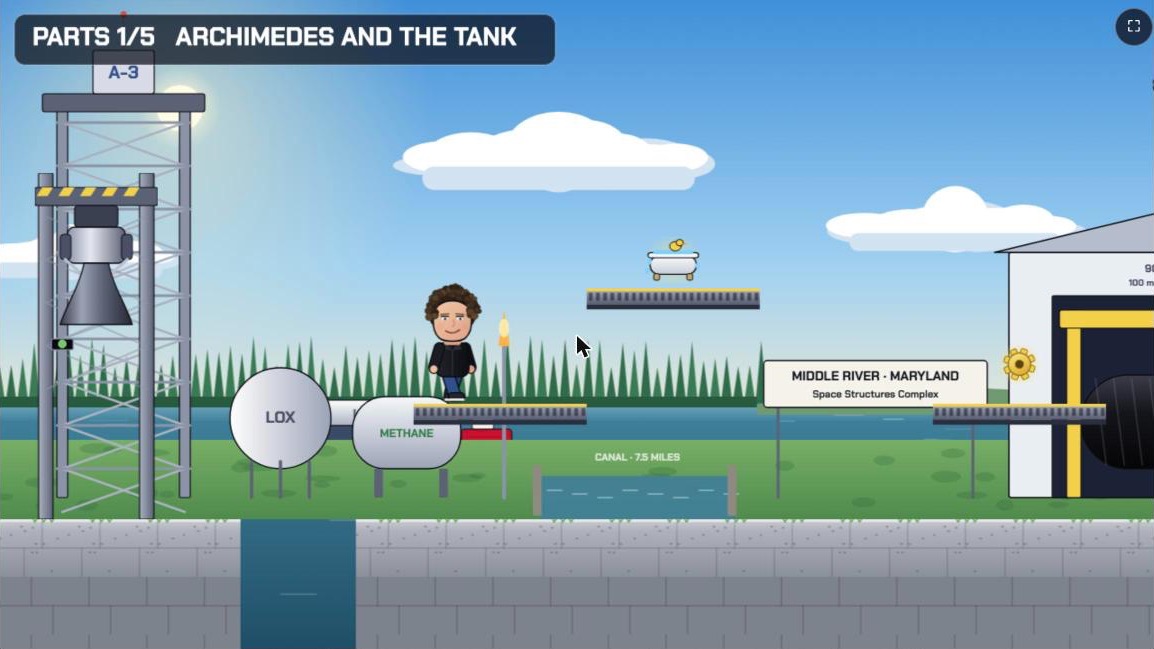 PARTS 1/5 ARCHIMEDES AND THE TANK
A-3
LOX
METHANE
CANAL · 7.5 MILES
MIDDLE RIVER · MARYLAND
Space Structures Complex